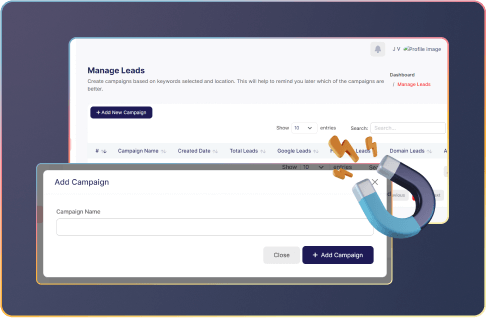 J V Profile image
Manage Leads
Create campaigns based on keywords selected and location. This will help to remind you later which of the campaigns are
better.
Dashboard
/ Manage Leads
+ Add New Campaign
Show 10 entries Search: Search...
# Campaign Name Created Date Total Leads Google Leads Leads Domain Leads A
Show 10 entries
Add Campaign
Campaign Name
Close + Add Campaign